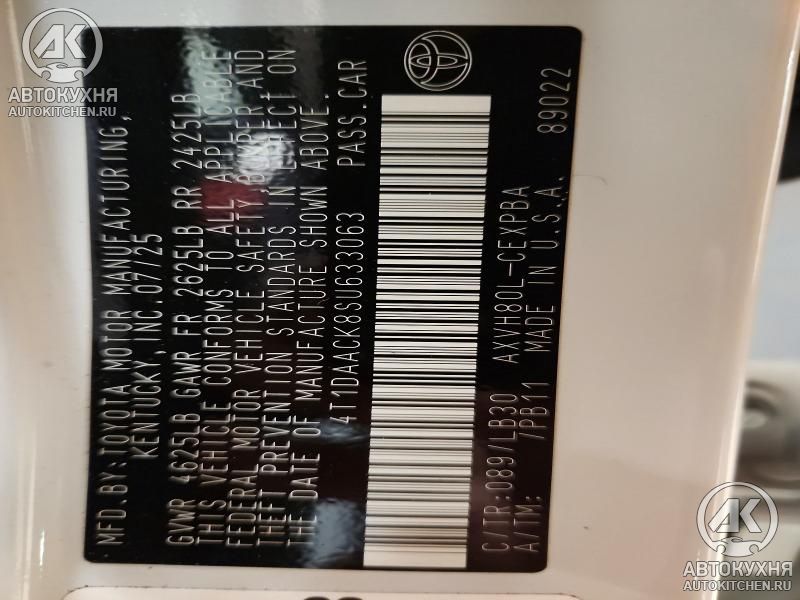 MFD.BY:TOYOTA MOTOR MANUFACTURING,
KENTUCKY, INC.07/25
GVWR 4625LB GAWR FR 2625LB RR 2425LB
THIS VEHICLE CONFORMS TO ALL APPLICABLE
FEDERAL MOTOR VEHICLE SAFETY,BUMPER,AND
THEFT PREVENTION STANDARDS IN EFFECT ON
THE DATE OF MANUFACTURE SHOWN ABOVE.
4T1DAACK8SU633063 PASS.CAR
C/TR:089/LB30 AXVH80L-CEXPBA
A/TM: /PB11 MADE IN U.S.A. 89022
AK
АВТОКУХНЯ
AUTOKITCHEN.RU
AK
АВТОКУХНЯ
AUTOKITCHEN.RU